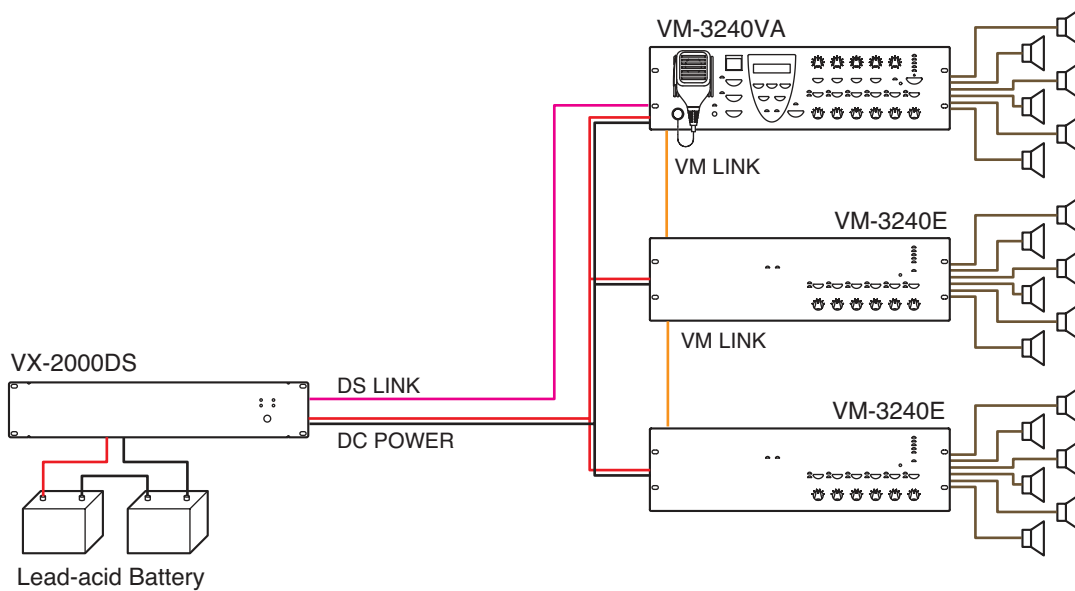 VM-3240VA
VM LINK
VM-3240E
VM LINK
VX-2000DS
DS LINK
DC POWER
VM-3240E
Lead-acid Battery